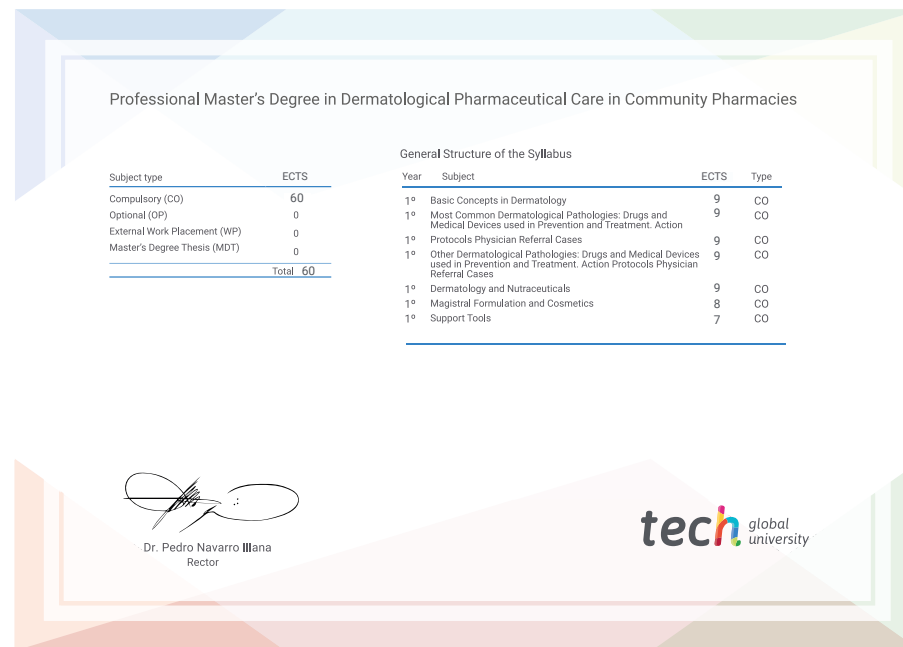 Professional Master's Degree in Dermatological Pharmaceutical Care in Community Pharmacies
Subject type ECTS
Compulsory (CO) 60
Optional (OP) 0
External Work Placement (WP) 0
Master's Degree Thesis (MDT) 0
Total 60
General Structure of the Syllabus
Year Subject ECTS Type
1º Basic Concepts in Dermatology 9 CO
1º Most Common Dermatological Pathologies: Drugs and 9 CO
Medical Devices used in Prevention and Treatment. Action
1º Protocols Physician Referral Cases 9 CO
1º Other Dermatological Pathologies: Drugs and Medical Devices 9 CO
used in Prevention and Treatment. Action Protocols Physician
Referral Cases
1º Dermatology and Nutraceuticals 9 CO
1º Magistral Formulation and Cosmetics 8 CO
1º Support Tools 7 CO
Dr. Pedro Navarro Illana
Rector
tech global
university